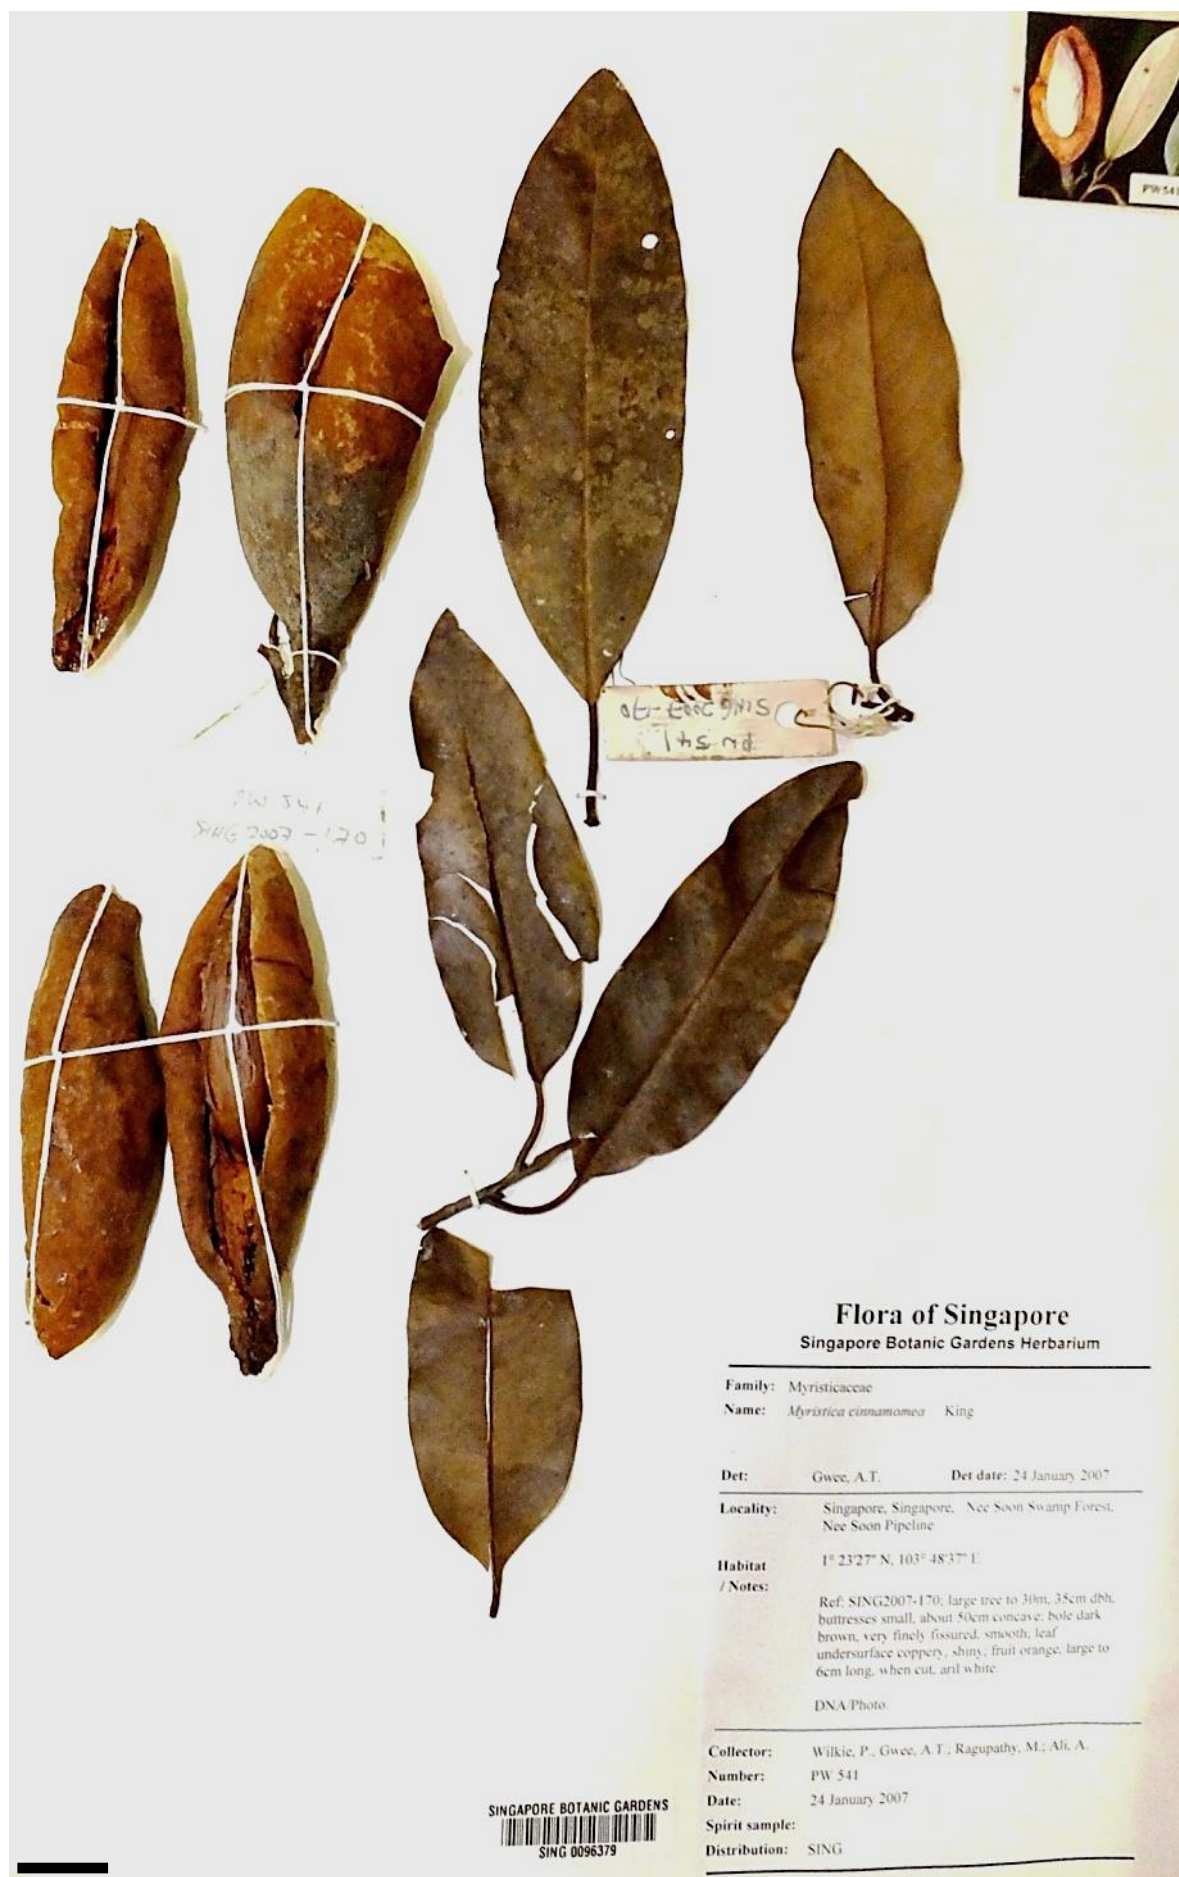 PW 541
SING 2007-170
PW 541
PW 541
SING 2007-170
Flora of Singapore
Singapore Botanic Gardens Herbarium
Family: Myristicaceae
Name: Myristica cinnamomea King
Det: Gwee, A.T. Det date: 24 January 2007
Locality: Singapore, Singapore, Nee Soon Swamp Forest,
Nee Soon Pipeline
Habitat 1° 23'27" N, 103° 48'37" E
/ Notes:
Ref: SING2007-170; large tree to 30m, 35cm dbh,
buttresses small, about 50cm concave; bole dark
brown, very finely fissured, smooth, leaf
undersurface coppery, shiny; fruit orange, large to
6cm long, when cut, aril white.
DNA/Photo.
Collector: Wilkie, P., Gwee, A.T.; Ragupathy, M.; Ali, A.
Number: PW 541
Date: 24 January 2007
Spirit sample:
Distribution: SING
SINGAPORE BOTANIC GARDENS
SING 0096379